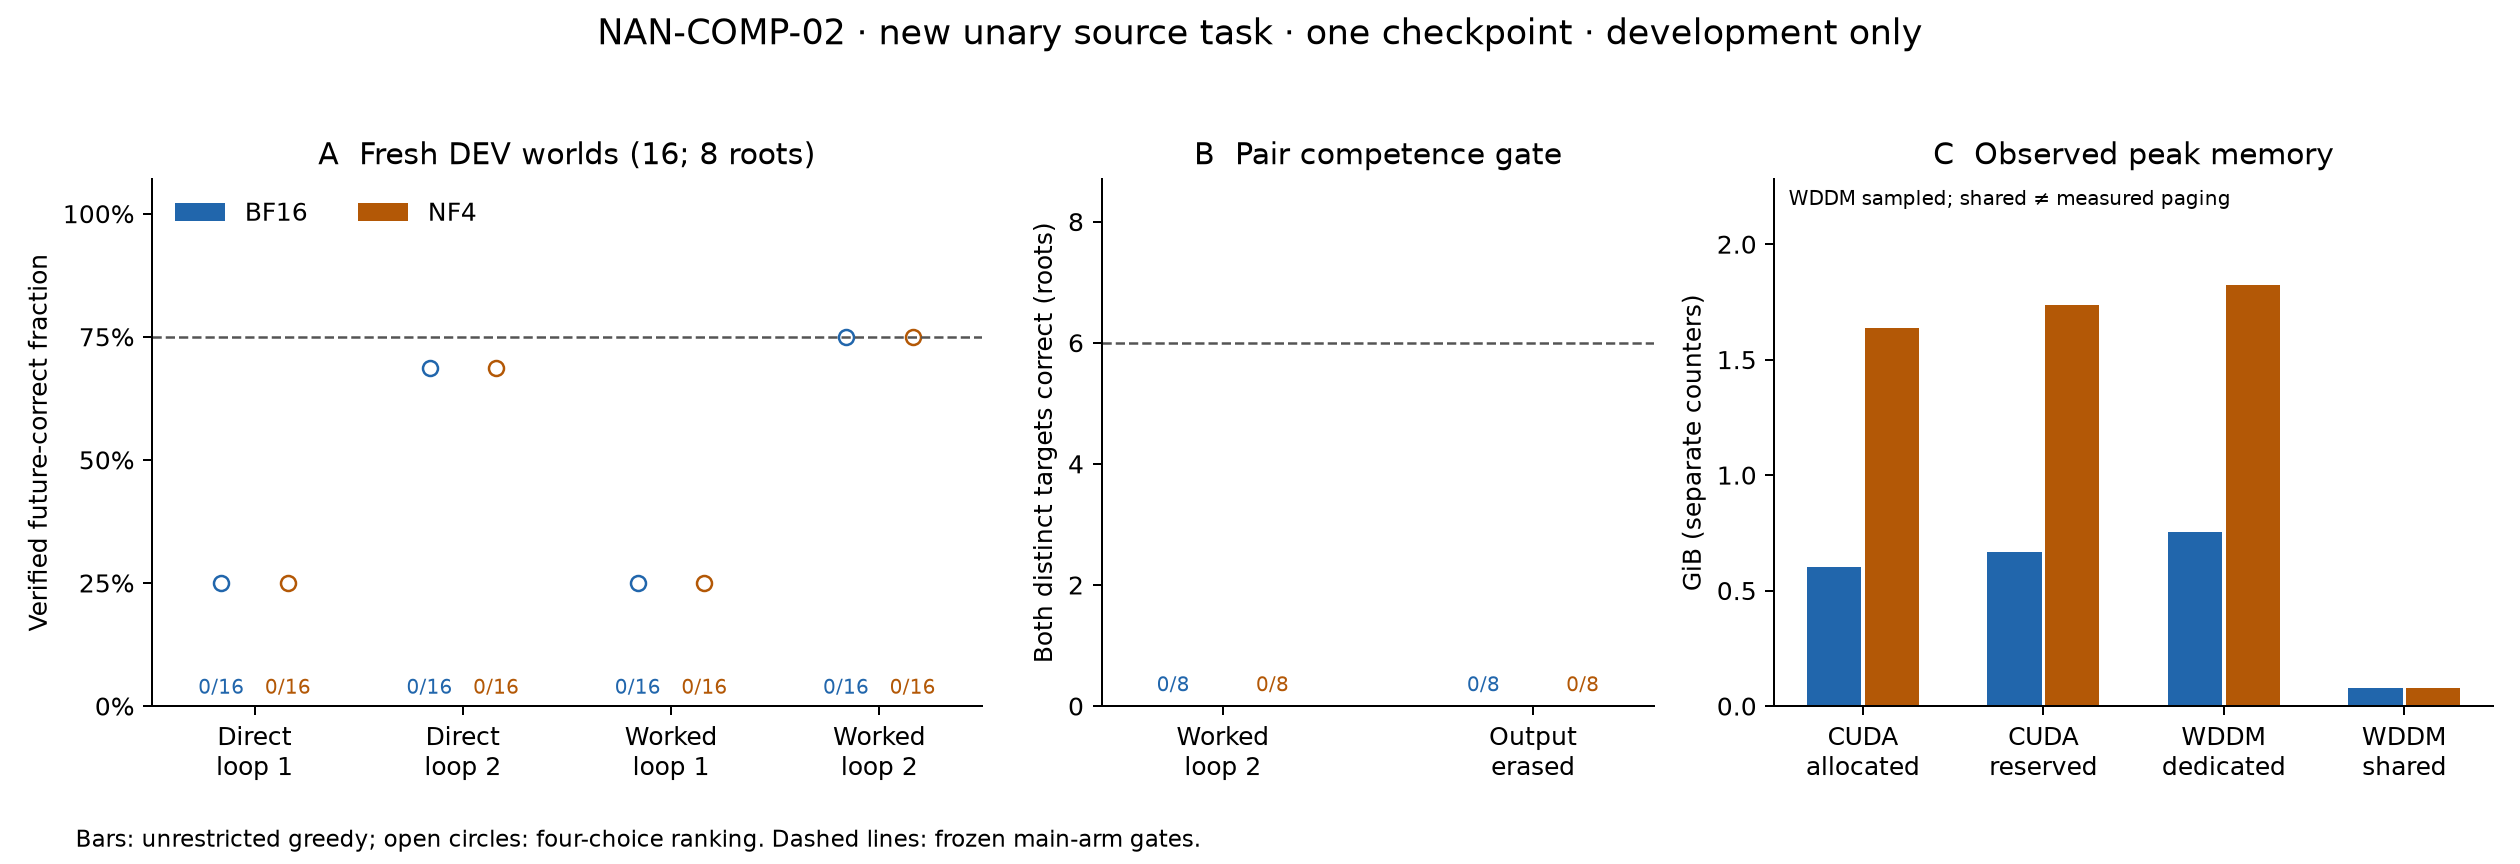 NAN-COMP-02 · new unary source task · one checkpoint · development only
A Fresh DEV worlds (16; 8 roots)
Verified future-correct fraction
100%
75%
50%
25%
0%
BF16
NF4
0/16
0/16
0/16
0/16
0/16
0/16
0/16
0/16
Direct
loop 1
Direct
loop 2
Worked
loop 1
Worked
loop 2
B Pair competence gate
Both distinct targets correct (roots)
8
6
4
2
0
0/8
0/8
0/8
0/8
Worked
loop 2
Output
erased
C Observed peak memory
WDDM sampled; shared ≠ measured paging
GiB (separate counters)
2.0
1.5
1.0
0.5
0.0
CUDA
allocated
CUDA
reserved
WDDM
dedicated
WDDM
shared
Bars: unrestricted greedy; open circles: four-choice ranking. Dashed lines: frozen main-arm gates.